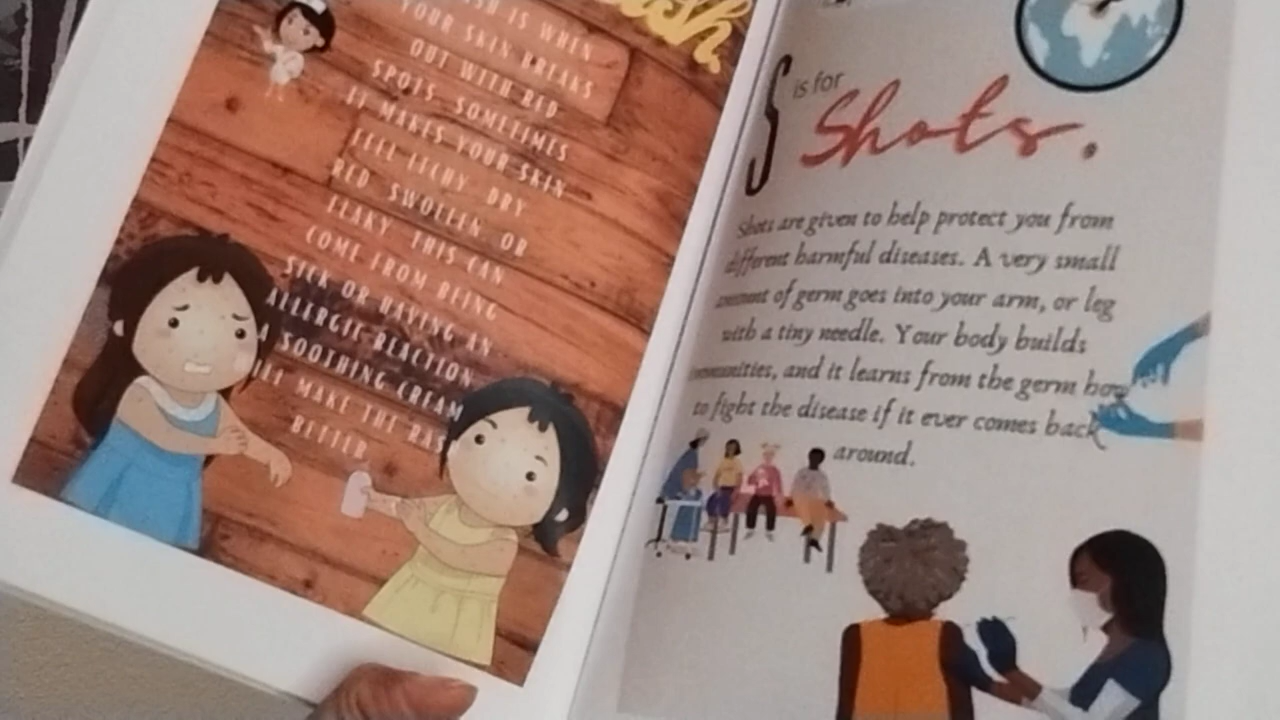 ash
IS WHEN
YOUR SKIN BREAKS
OUT WITH RED
SPOTS. SOMETIMES
IT MAKES YOUR SKIN
FEEL ITCHY DRY
RED SWOLLEN OR
FLAKY. THIS CAN
COME FROM BEING
SICK OR HAVING AN
ALLERGIC REACTION
A SOOTHING CREAM
MAKE THE
BETTER
S is for
Shots.
Shots are given to help protect you from
different harmful diseases. A very small
amount of germ goes into your arm, or leg
with a tiny needle. Your body builds
immunities, and it learns from the germ how
to fight the disease if it ever comes back
around.